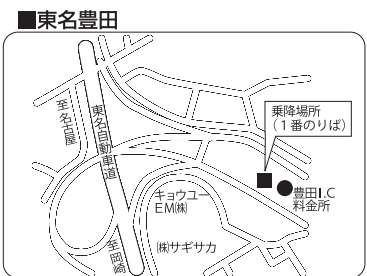 ■東名豊田
至名古屋
東名自動車道
乗降場所
（１番のりば）
豊田I.C
料金所
キョウユー
EM㈱
㈱サギサカ
至岡崎